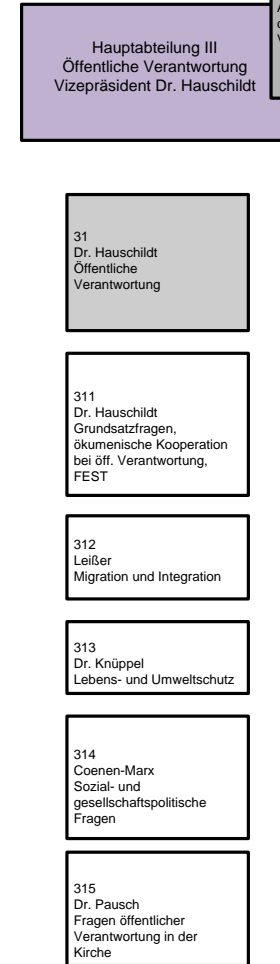 Hauptabteilung III
Öffentliche Verantwortung
Vizepräsident Dr. Hauschildt
31
Dr. Hauschildt
Öffentliche
Verantwortung
311
Dr. Hauschildt
Grundsatzfragen,
ökumenische Kooperation
bei öff. Verantwortung,
FEST
312
Leißer
Migration und Integration
313
Dr. Knüppel
Lebens- und Umweltschutz
314
Coenen-Marx
Sozial- und
gesellschaftspolitische
Fragen
315
Dr. Pausch
Fragen öffentlicher
Verantwortung in der
Kirche